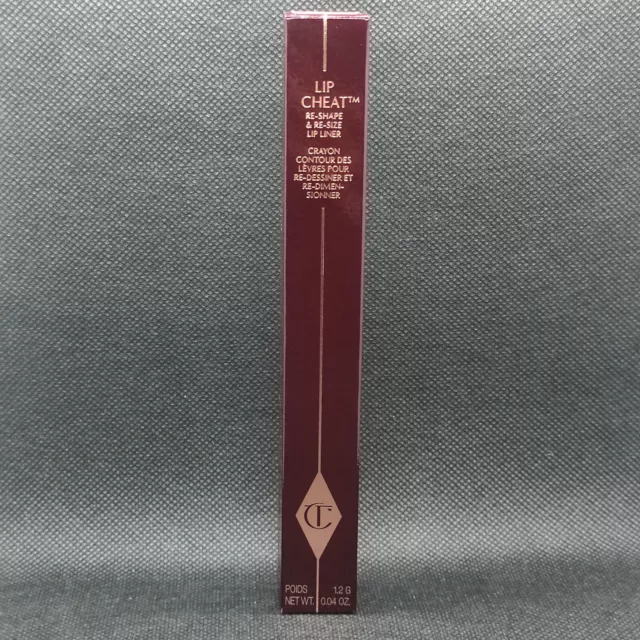 LIP
CHEAT™
RE-SHAPE
& RE-SIZE
LIP LINER
CRAYON
CONTOUR DES
LÈVRES POUR
RE-DESSINER ET
RE-DIMEN-
SIONNER
CT
POIDS 1.2 G
NET WT. 0.04 OZ.